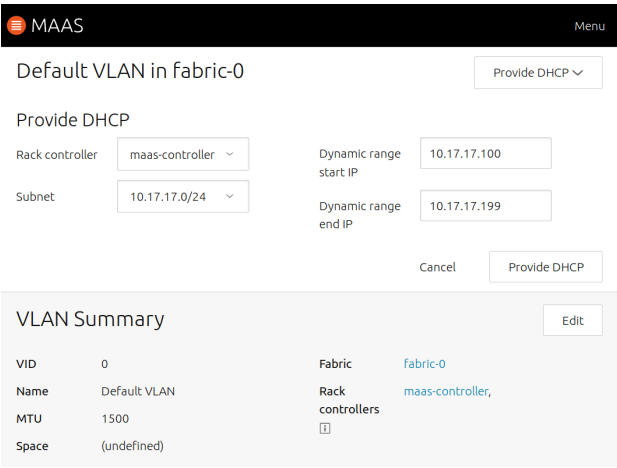 MAAS
Menu
Default VLAN in fabric-0
Provide DHCP
Provide DHCP
Rack controller
maas-controller
Dynamic range
start IP
10.17.17.100
Subnet
10.17.17.0/24
Dynamic range
end IP
10.17.17.199
Cancel
Provide DHCP
VLAN Summary
Edit
VID 0
Fabric fabric-0
Name Default VLAN
Rack
controllers
maas-controller,
MTU 1500
Space (undefined)